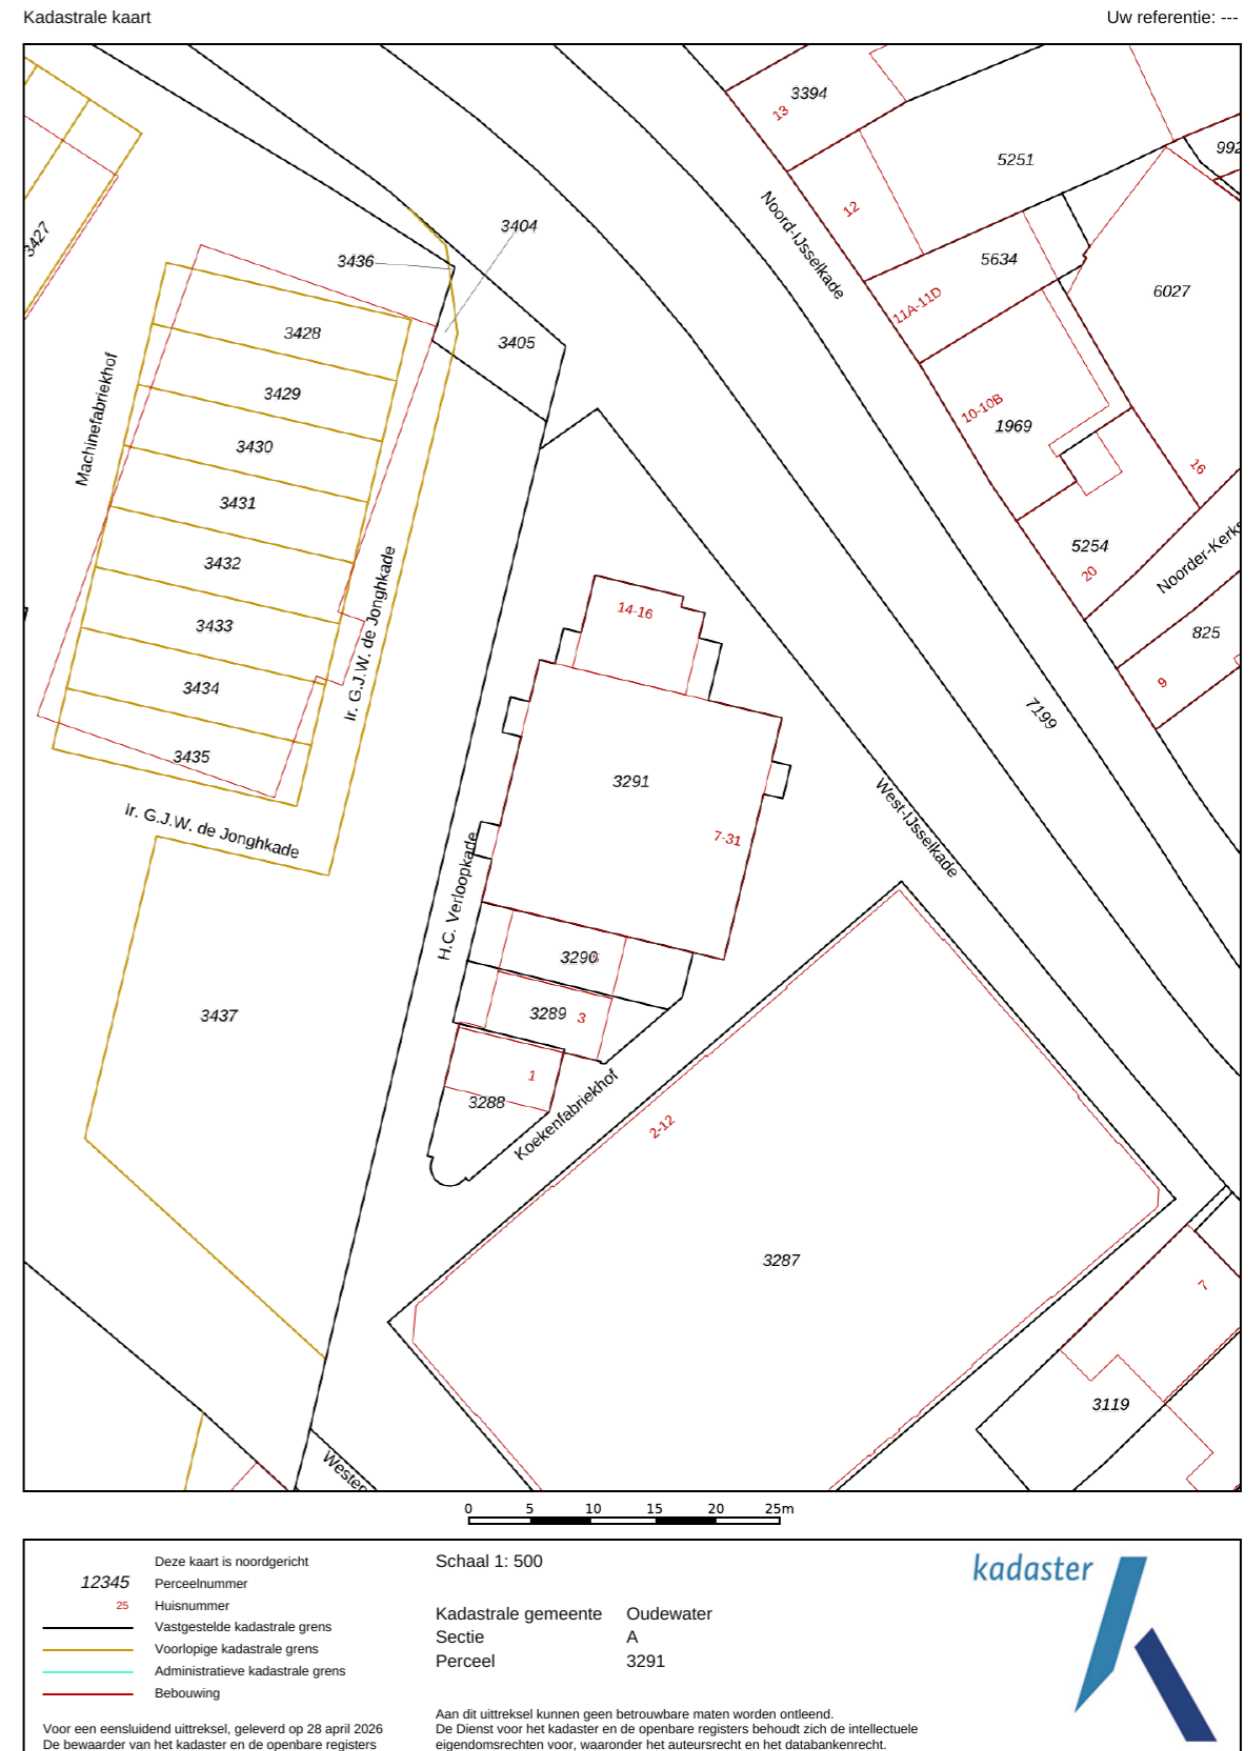 Kadastrale kaart
Uw referentie: ---
3394
13
5251
992
12
Noord-IJsselkade
3404
3427
3436
5634
6027
11A-11D
3428
3405
Machinefabriekhof
3429
10-10B
1969
3430
16
3431
5254
Noorder-Kerks
3432
20
Ir. G.J.W. de Jonghkade
14-16
3433
825
3434
9
7199
3435
3291
West-IJsselkade
Ir. G.J.W. de Jonghkade
7-31
H.C. Verloopkade
3290
3437
3289
3
1
3288
Koekenfabriekhof
2-12
3287
7
3119
Wester
0 5 10 15 20 25m
Deze kaart is noordgericht
12345 Perceelnummer
25 Huisnummer
Vastgestelde kadastrale grens
Voorlopige kadastrale grens
Administratieve kadastrale grens
Bebouwing
Voor een eensluidend uittreksel, geleverd op 28 april 2026
De bewaarder van het kadaster en de openbare registers
Schaal 1: 500
Kadastrale gemeente Oudewater
Sectie A
Perceel 3291
Aan dit uittreksel kunnen geen betrouwbare maten worden ontleend.
De Dienst voor het kadaster en de openbare registers behoudt zich de intellectuele
eigendomsrechten voor, waaronder het auteursrecht en het databankenrecht.
kadaster